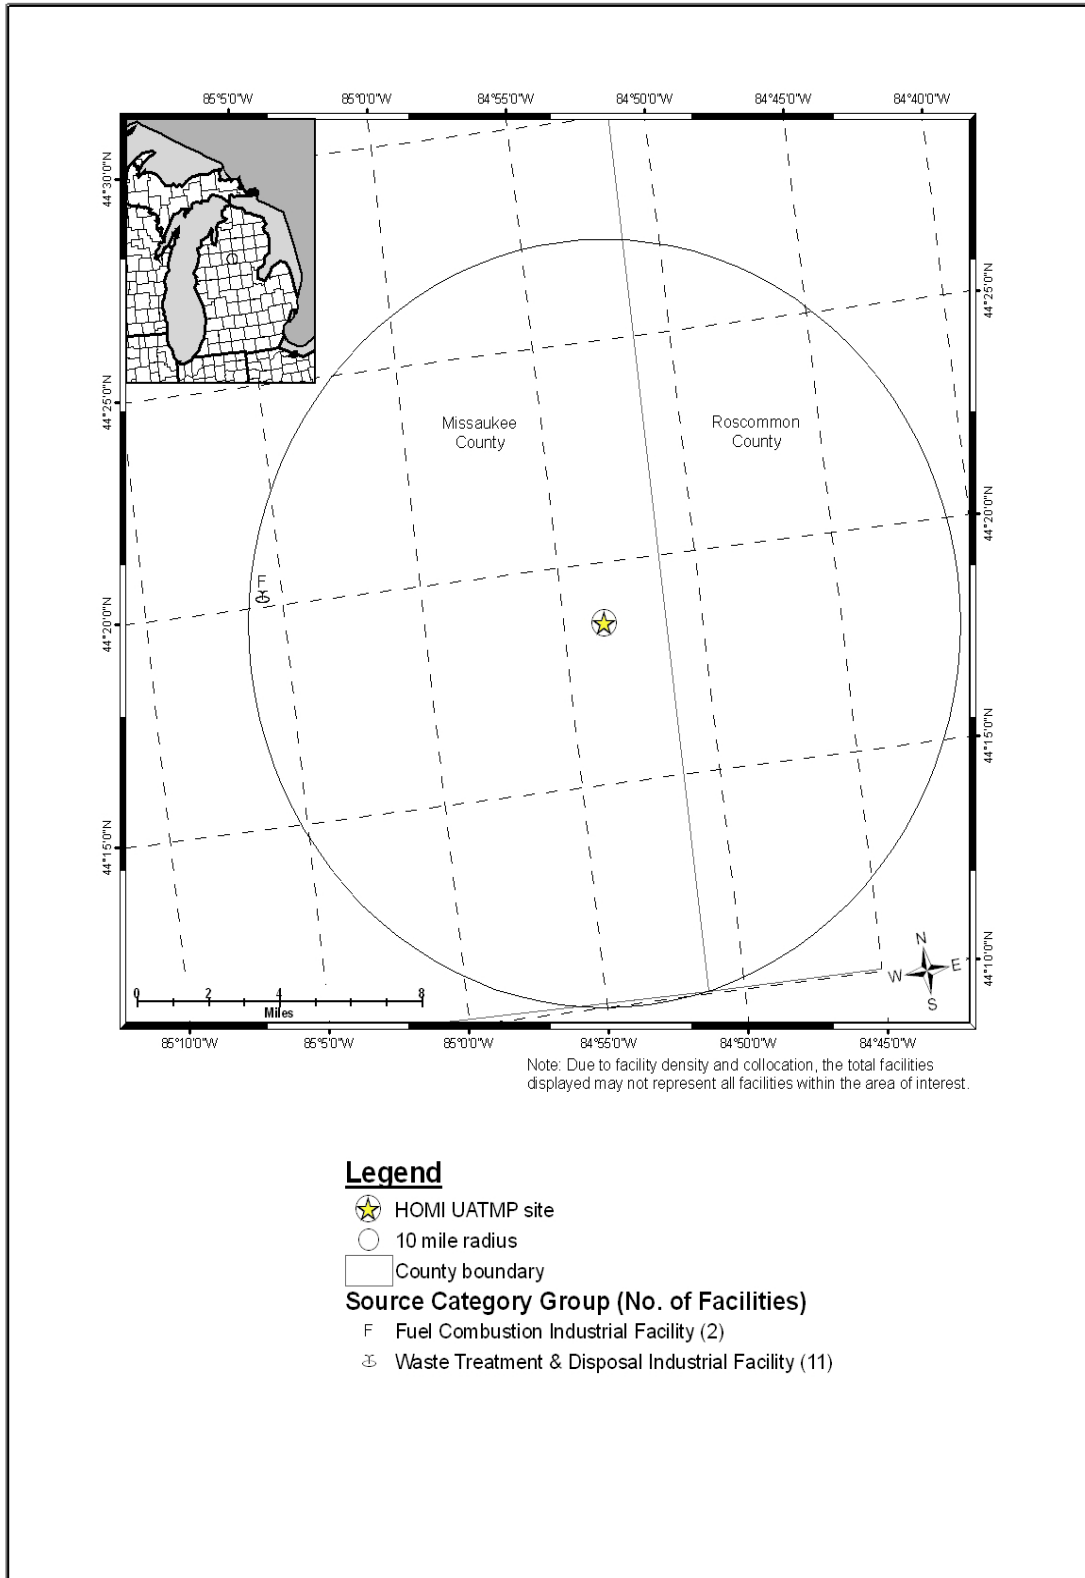 85°5'0"W 85°0'0"W 84°55'0"W 84°50'0"W 84°45'0"W 84°40'0"W
44°30'0"N
44°25'0"N
44°20'0"N
44°15'0"N
44°25'0"N
44°20'0"N
44°15'0"N
44°10'0"N
Missaukee
County
Roscommon
County
F
N
W E
S
0 2 4 8
Miles
85°10'0"W 85°5'0"W 85°0'0"W 84°55'0"W 84°50'0"W 84°45'0"W
Note: Due to facility density and collocation, the total facilities
displayed may not represent all facilities within the area of interest.
Legend
HOMI UATMP site
10 mile radius
County boundary
Source Category Group (No. of Facilities)
F Fuel Combustion Industrial Facility (2)
Waste Treatment & Disposal Industrial Facility (11)